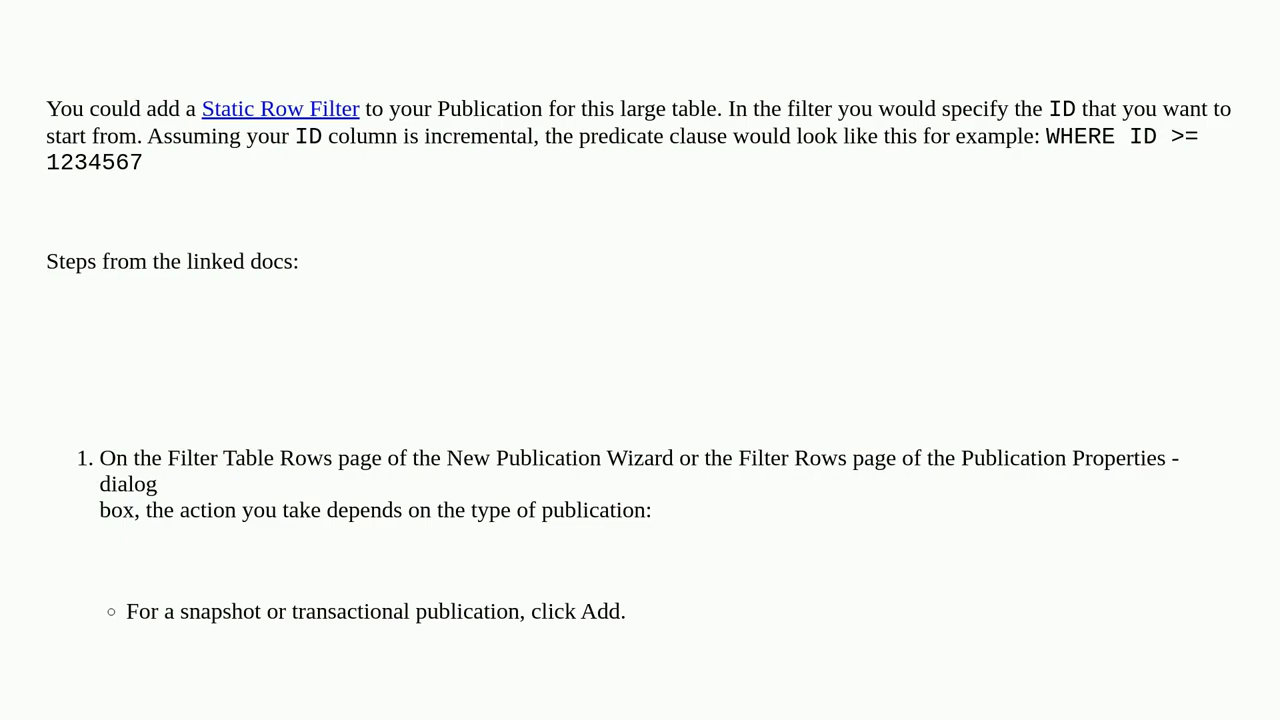 You could add a Static Row Filter to your Publication for this large table. In the filter you would specify the ID that you want to
start from. Assuming your ID column is incremental, the predicate clause would look like this for example: WHERE ID >=
1234567
Steps from the linked docs:
1. On the Filter Table Rows page of the New Publication Wizard or the Filter Rows page of the Publication Properties -
dialog
box, the action you take depends on the type of publication:
○ For a snapshot or transactional publication, click Add.